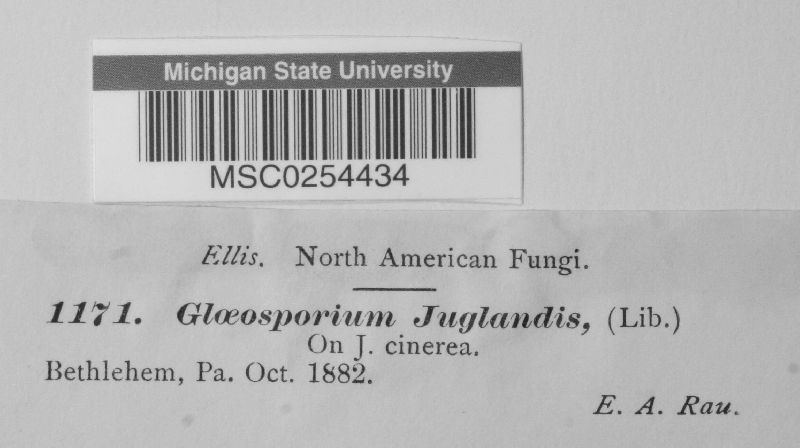 Michigan State University
MSC0254434
Ellis. North American Fungi.
1171. Glœosporium Juglandis, (Lib.)
On J. cinerea.
Bethlehem, Pa. Oct. 1882.
E. A. Rau.